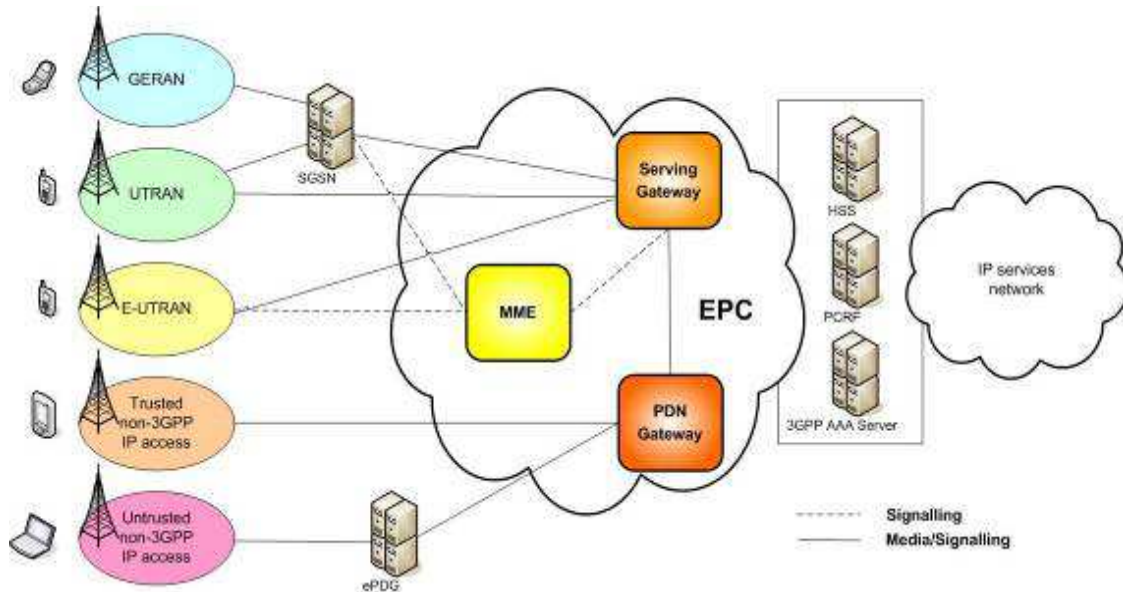 GERAN
UTRAN
E-UTRAN
Trusted
non-3GPP
IP access
Untrusted
non-3GPP
IP access
SGSN
ePDG
MME
Serving
Gateway
EPC
PDN
Gateway
HSS
PCRF
3GPP AAA Server
IP services
network
Signalling
Media/Signalling